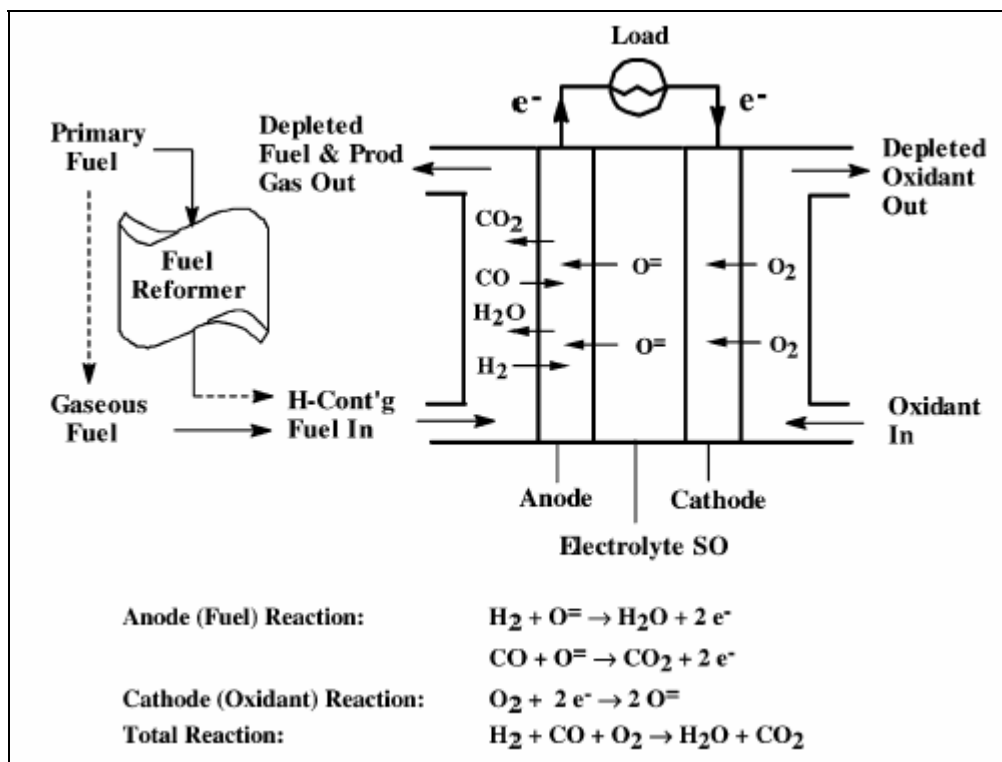 Load
e⁻ e⁻
Primary
Fuel
Depleted
Fuel & Prod
Gas Out
Depleted
Oxidant
Out
Fuel
Reformer
CO₂
CO
H₂O
H₂
O⁼
O⁼
O₂
O₂
Gaseous
Fuel
H-Cont'g
Fuel In
Oxidant
In
Anode
Cathode
Electrolyte SO
Anode (Fuel) Reaction: H₂ + O⁼ → H₂O + 2 e⁻
CO + O⁼ → CO₂ + 2 e⁻
Cathode (Oxidant) Reaction: O₂ + 2 e⁻ → 2 O⁼
Total Reaction: H₂ + CO + O₂ → H₂O + CO₂